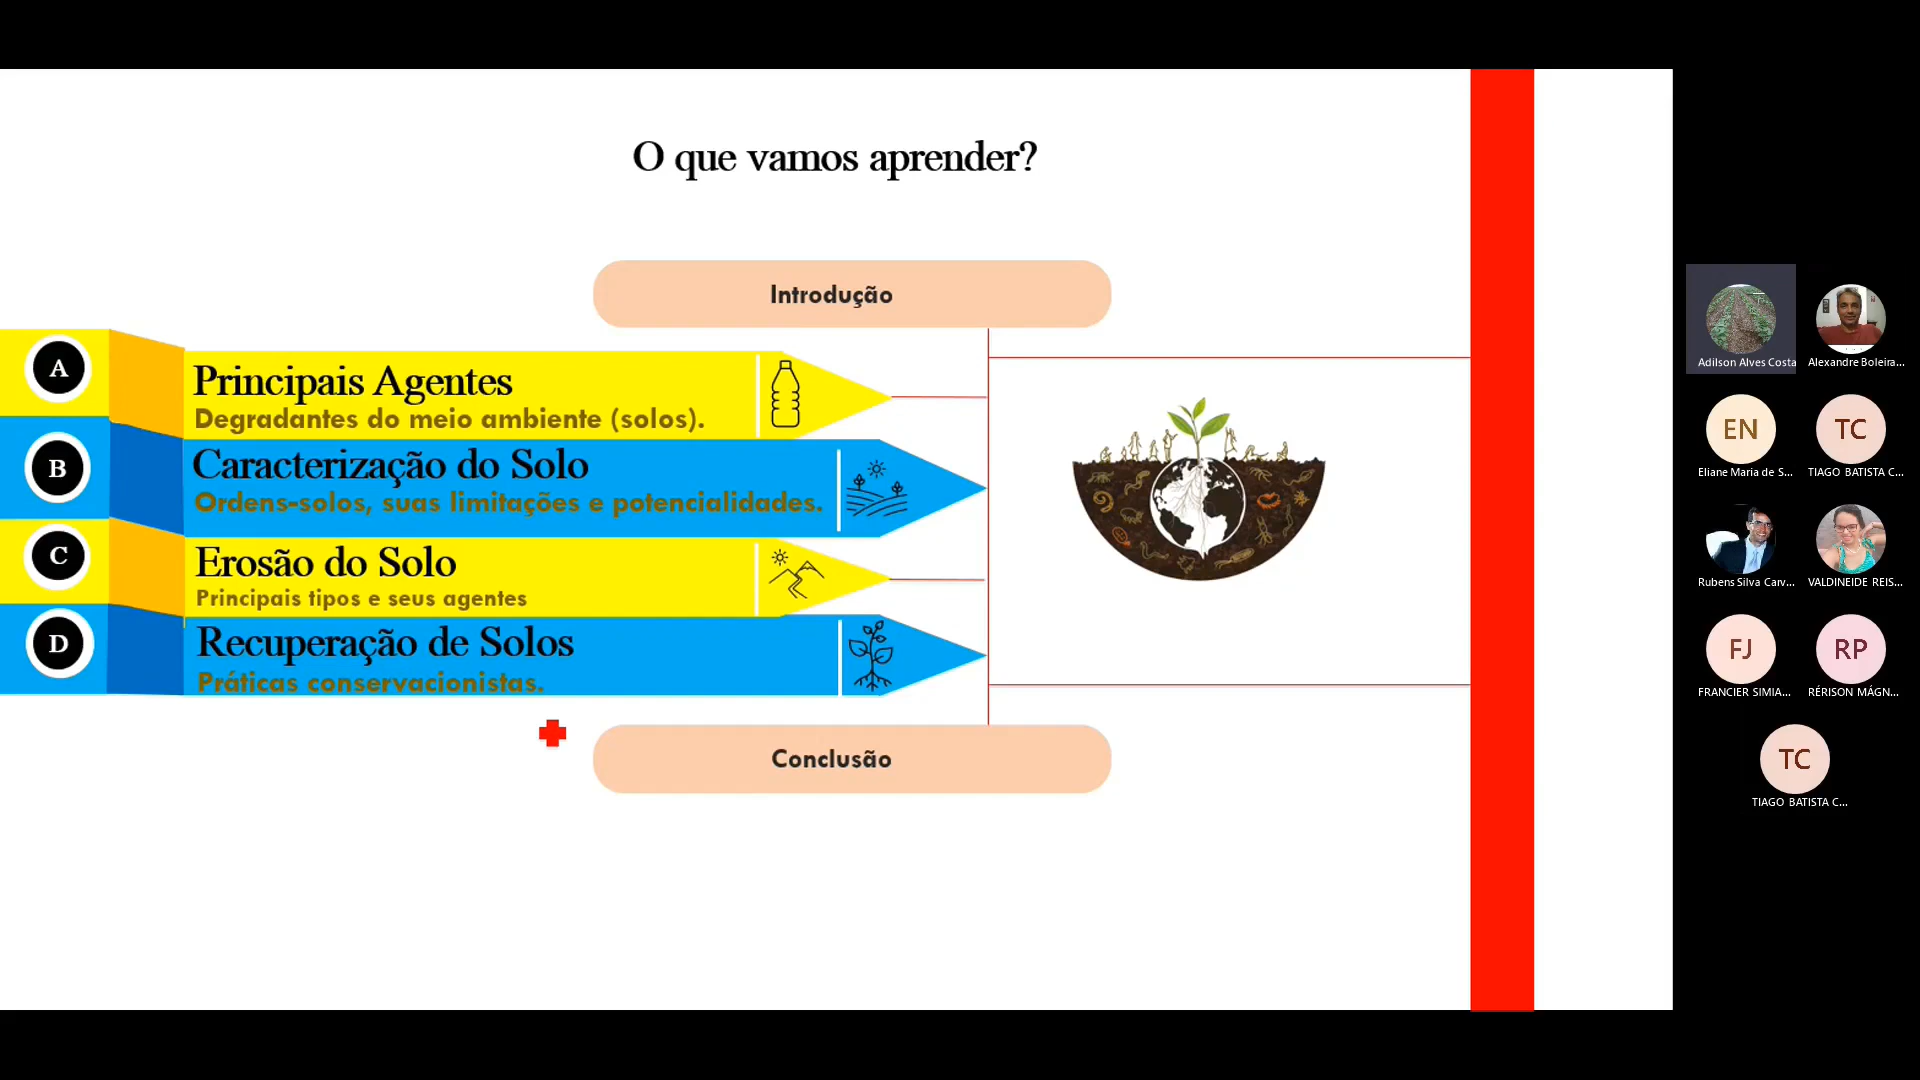 O que vamos aprender?
Introdução
A
Principais Agentes
Degradantes do meio ambiente (solos).
B
Caracterização do Solo
Ordens-solos, suas limitações e potencialidades.
C
Erosão do Solo
Principais tipos e seus agentes
D
Recuperação de Solos
Práticas conservacionistas.
Conclusão
Adilson Alves Costa
Alexandre Boleira...
EN
TC
Eliane Maria de S...
TIAGO BATISTA C...
Rubens Silva Carv...
VALDINEIDE REIS...
FJ
RP
FRANCIER SIMIA...
RÉRISON MÁGN...
TC
TIAGO BATISTA C...